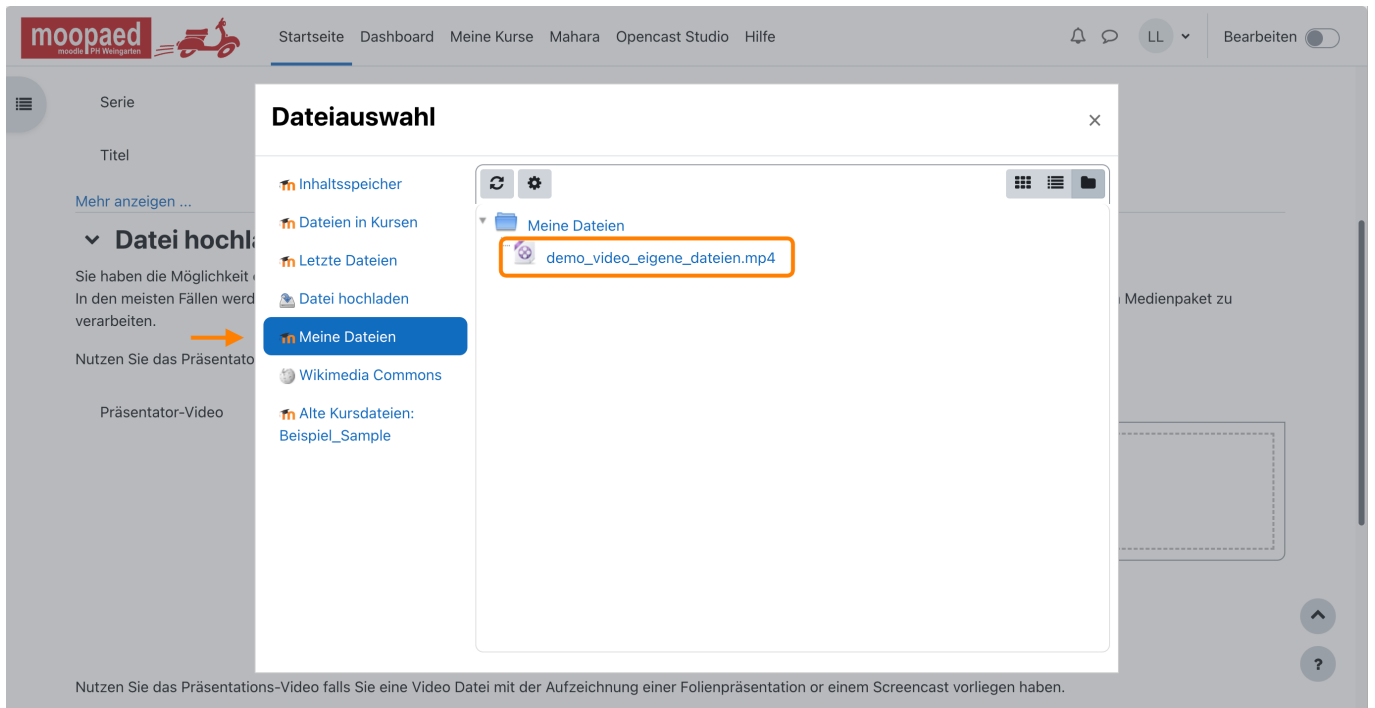 moopaed
moodle PH Weingarten
Startseite Dashboard Meine Kurse Mahara Opencast Studio Hilfe
LL
Bearbeiten
Serie
Titel
Mehr anzeigen ...
Datei hochl
Sie haben die Möglichkeit
In den meisten Fällen werd
Medienpaket zu
verarbeiten.
Nutzen Sie das Präsentato
Präsentator-Video
Dateiauswahl
×
Inhaltsspeicher
Dateien in Kursen
Letzte Dateien
Datei hochladen
Meine Dateien
Wikimedia Commons
Alte Kursdateien:
Beispiel_Sample
Meine Dateien
demo_video_eigene_dateien.mp4
?
Nutzen Sie das Präsentations-Video falls Sie eine Video Datei mit der Aufzeichnung einer Folienpräsentation or einem Screencast vorliegen haben.